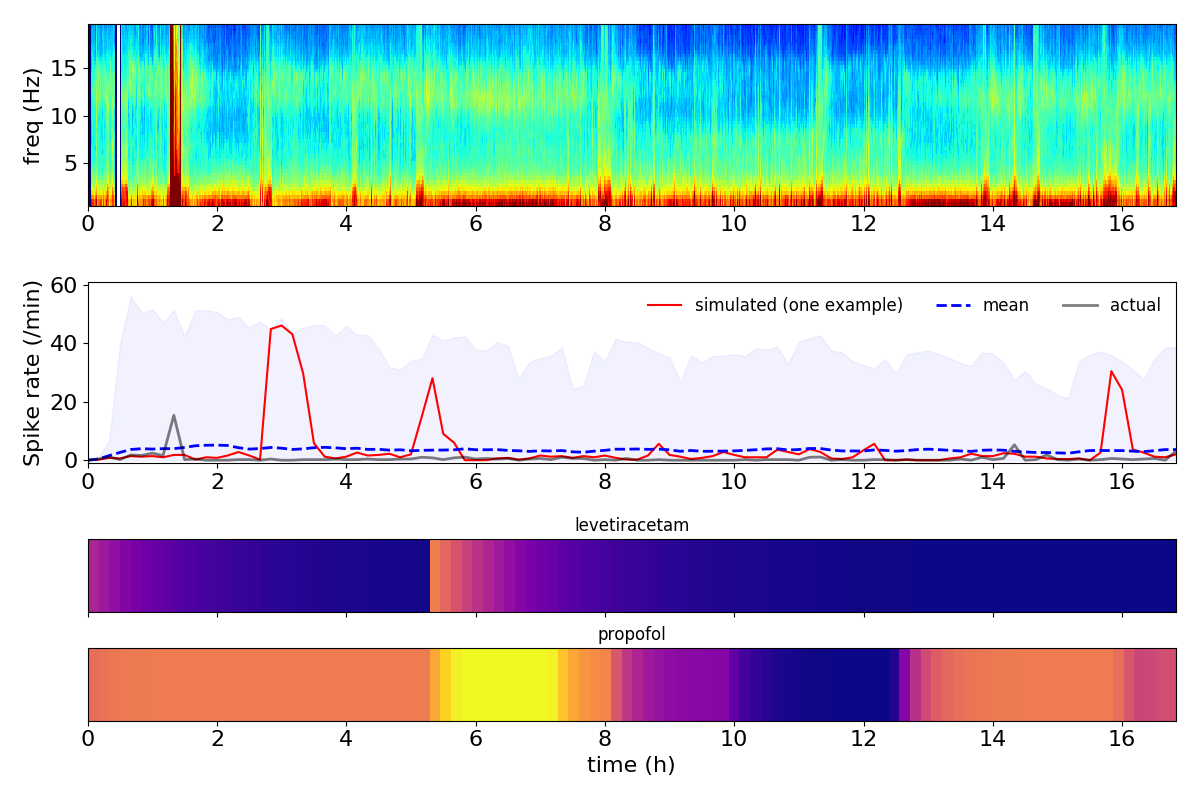 freq (Hz)
15
10
5
0 2 4 6 8 10 12 14 16
Spike rate (/min)
60
40
20
0
simulated (one example) mean actual
0 2 4 6 8 10 12 14 16
levetiracetam
propofol
0 2 4 6 8 10 12 14 16
time (h)